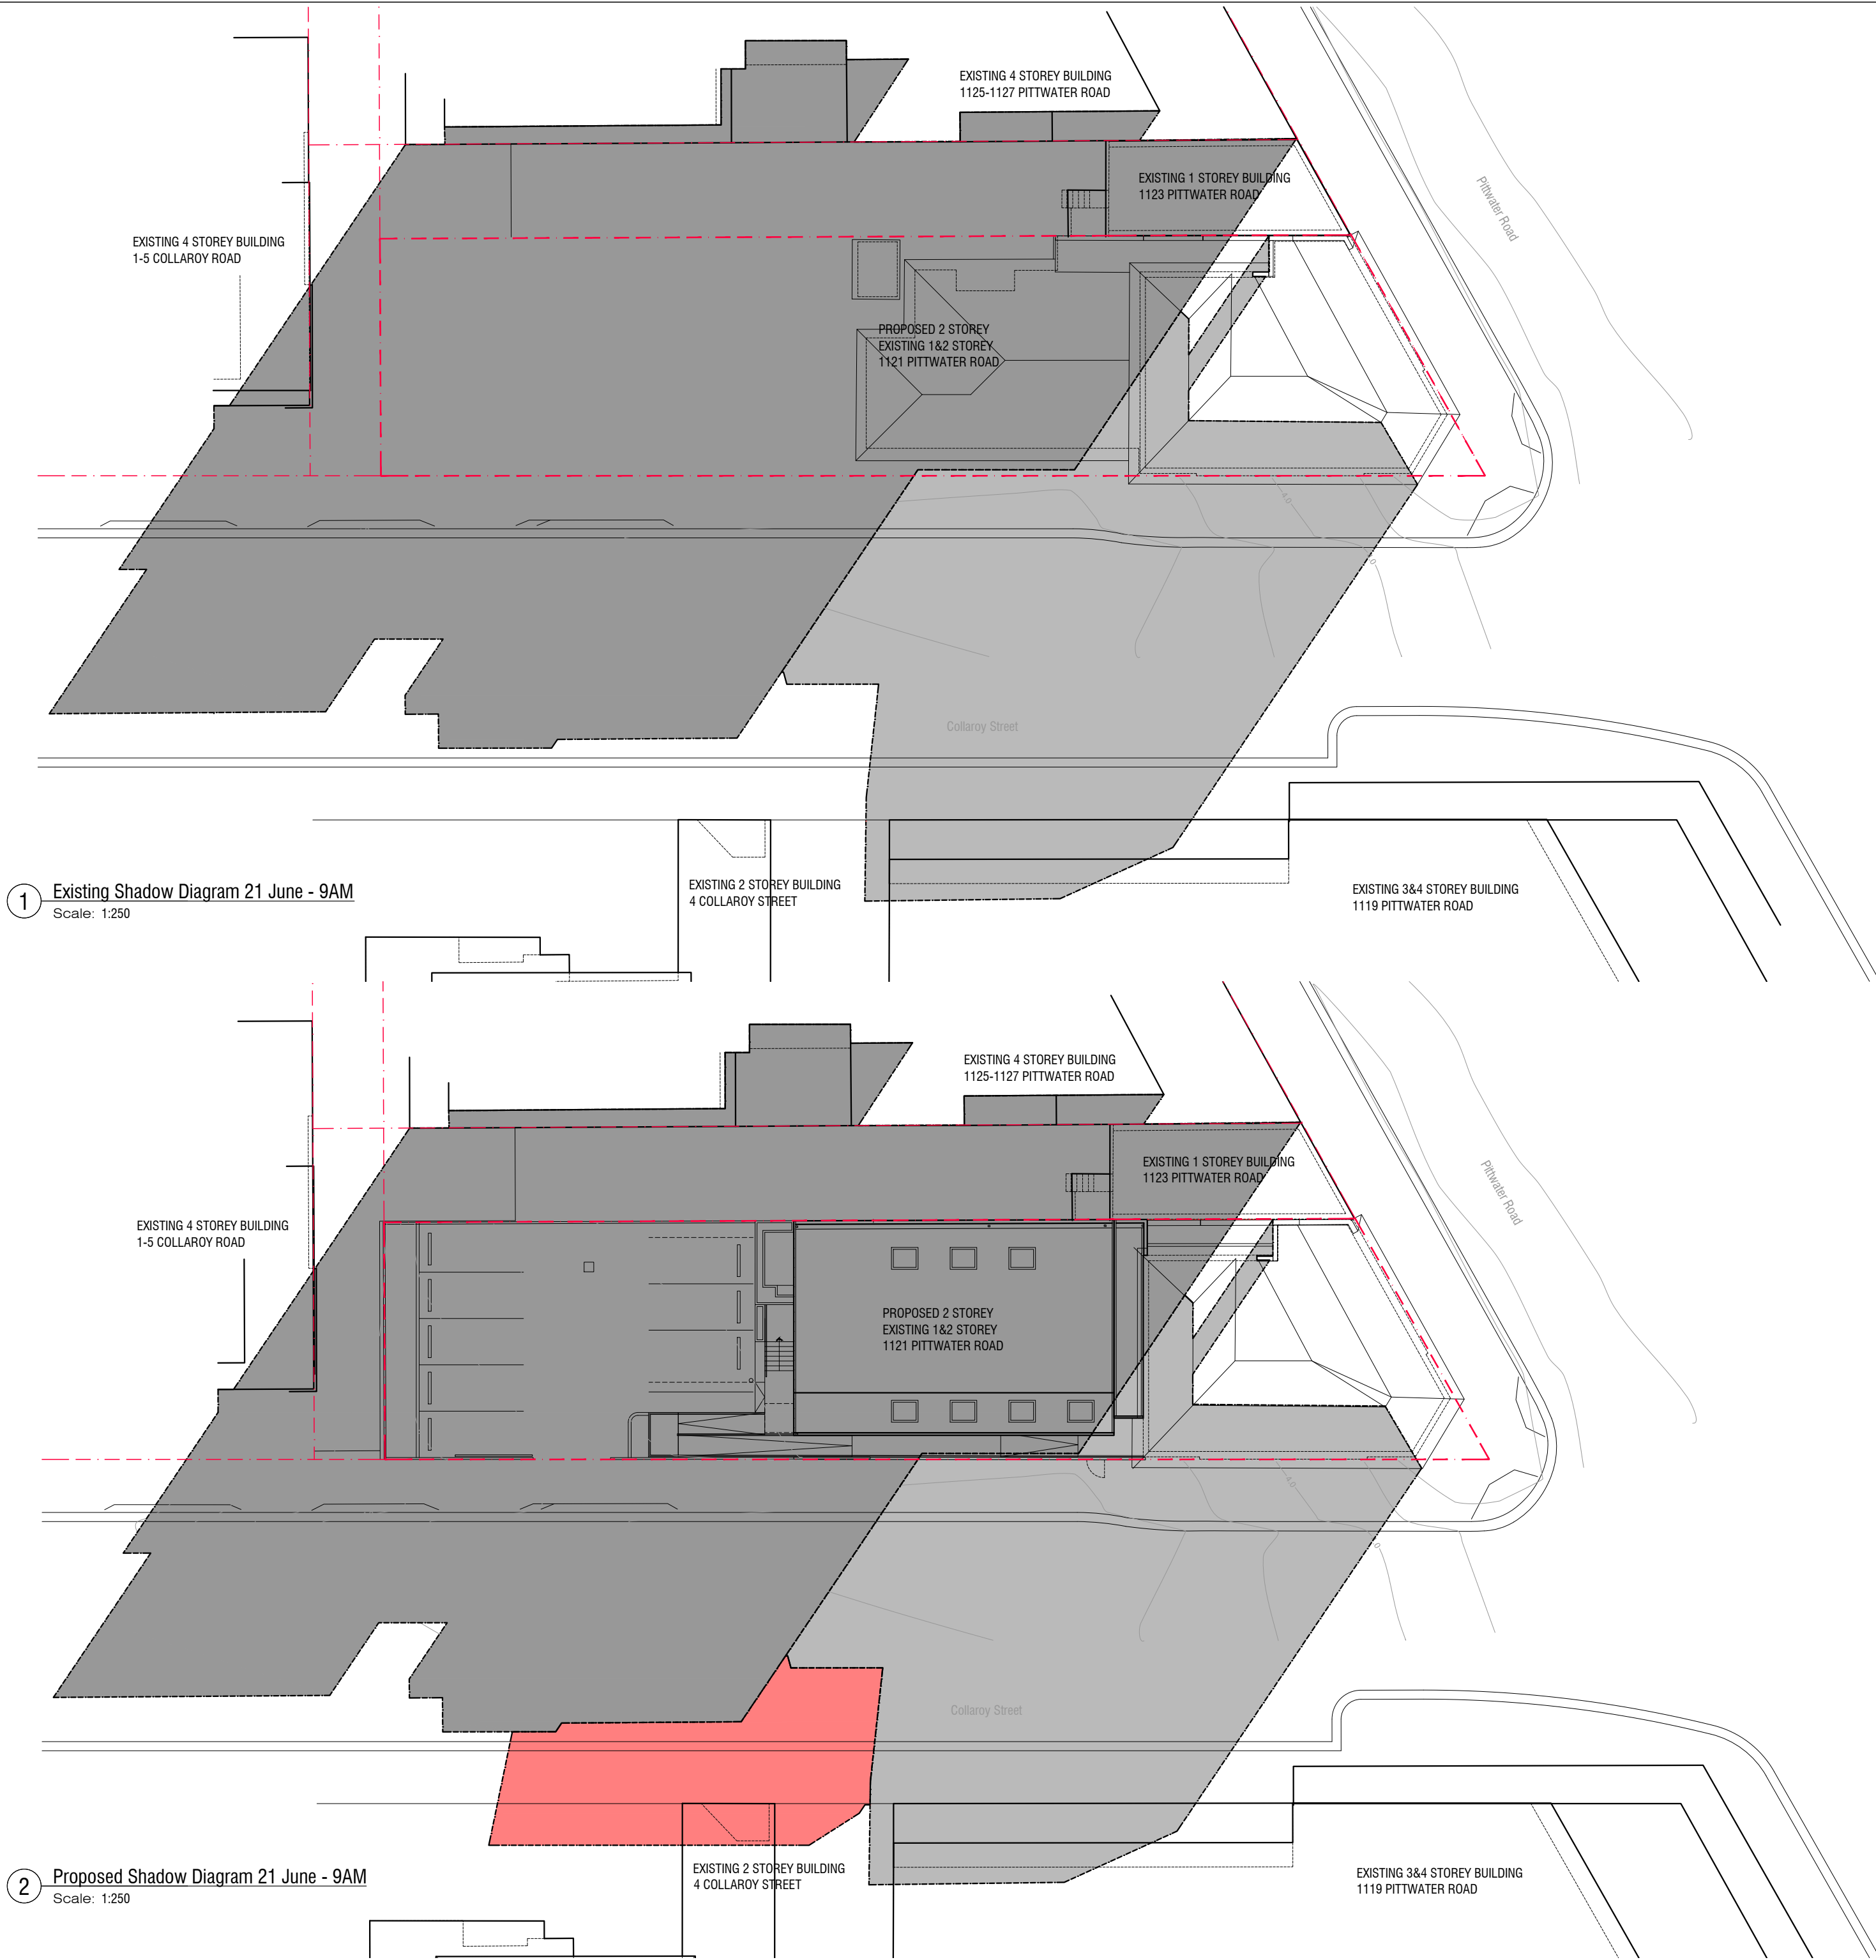 EXISTING 4 STOREY BUILDING
1125-1127 PITTWATER ROAD
EXISTING 1 STOREY BUILDING
1123 PITTWATER ROAD
Pittwater Road
EXISTING 4 STOREY BUILDING
1-5 COLLAROY ROAD
PROPOSED 2 STOREY
EXISTING 1&2 STOREY
1121 PITTWATER ROAD
4.0
Collaroy Street
1 Existing Shadow Diagram 21 June - 9AM
Scale: 1:250
EXISTING 2 STOREY BUILDING
4 COLLAROY STREET
EXISTING 3&4 STOREY BUILDING
1119 PITTWATER ROAD
EXISTING 4 STOREY BUILDING
1125-1127 PITTWATER ROAD
EXISTING 1 STOREY BUILDING
1123 PITTWATER ROAD
Pittwater Road
EXISTING 4 STOREY BUILDING
1-5 COLLAROY ROAD
PROPOSED 2 STOREY
EXISTING 1&2 STOREY
1121 PITTWATER ROAD
4.0
Collaroy Street
2 Proposed Shadow Diagram 21 June - 9AM
Scale: 1:250
EXISTING 2 STOREY BUILDING
4 COLLAROY STREET
EXISTING 3&4 STOREY BUILDING
1119 PITTWATER ROAD